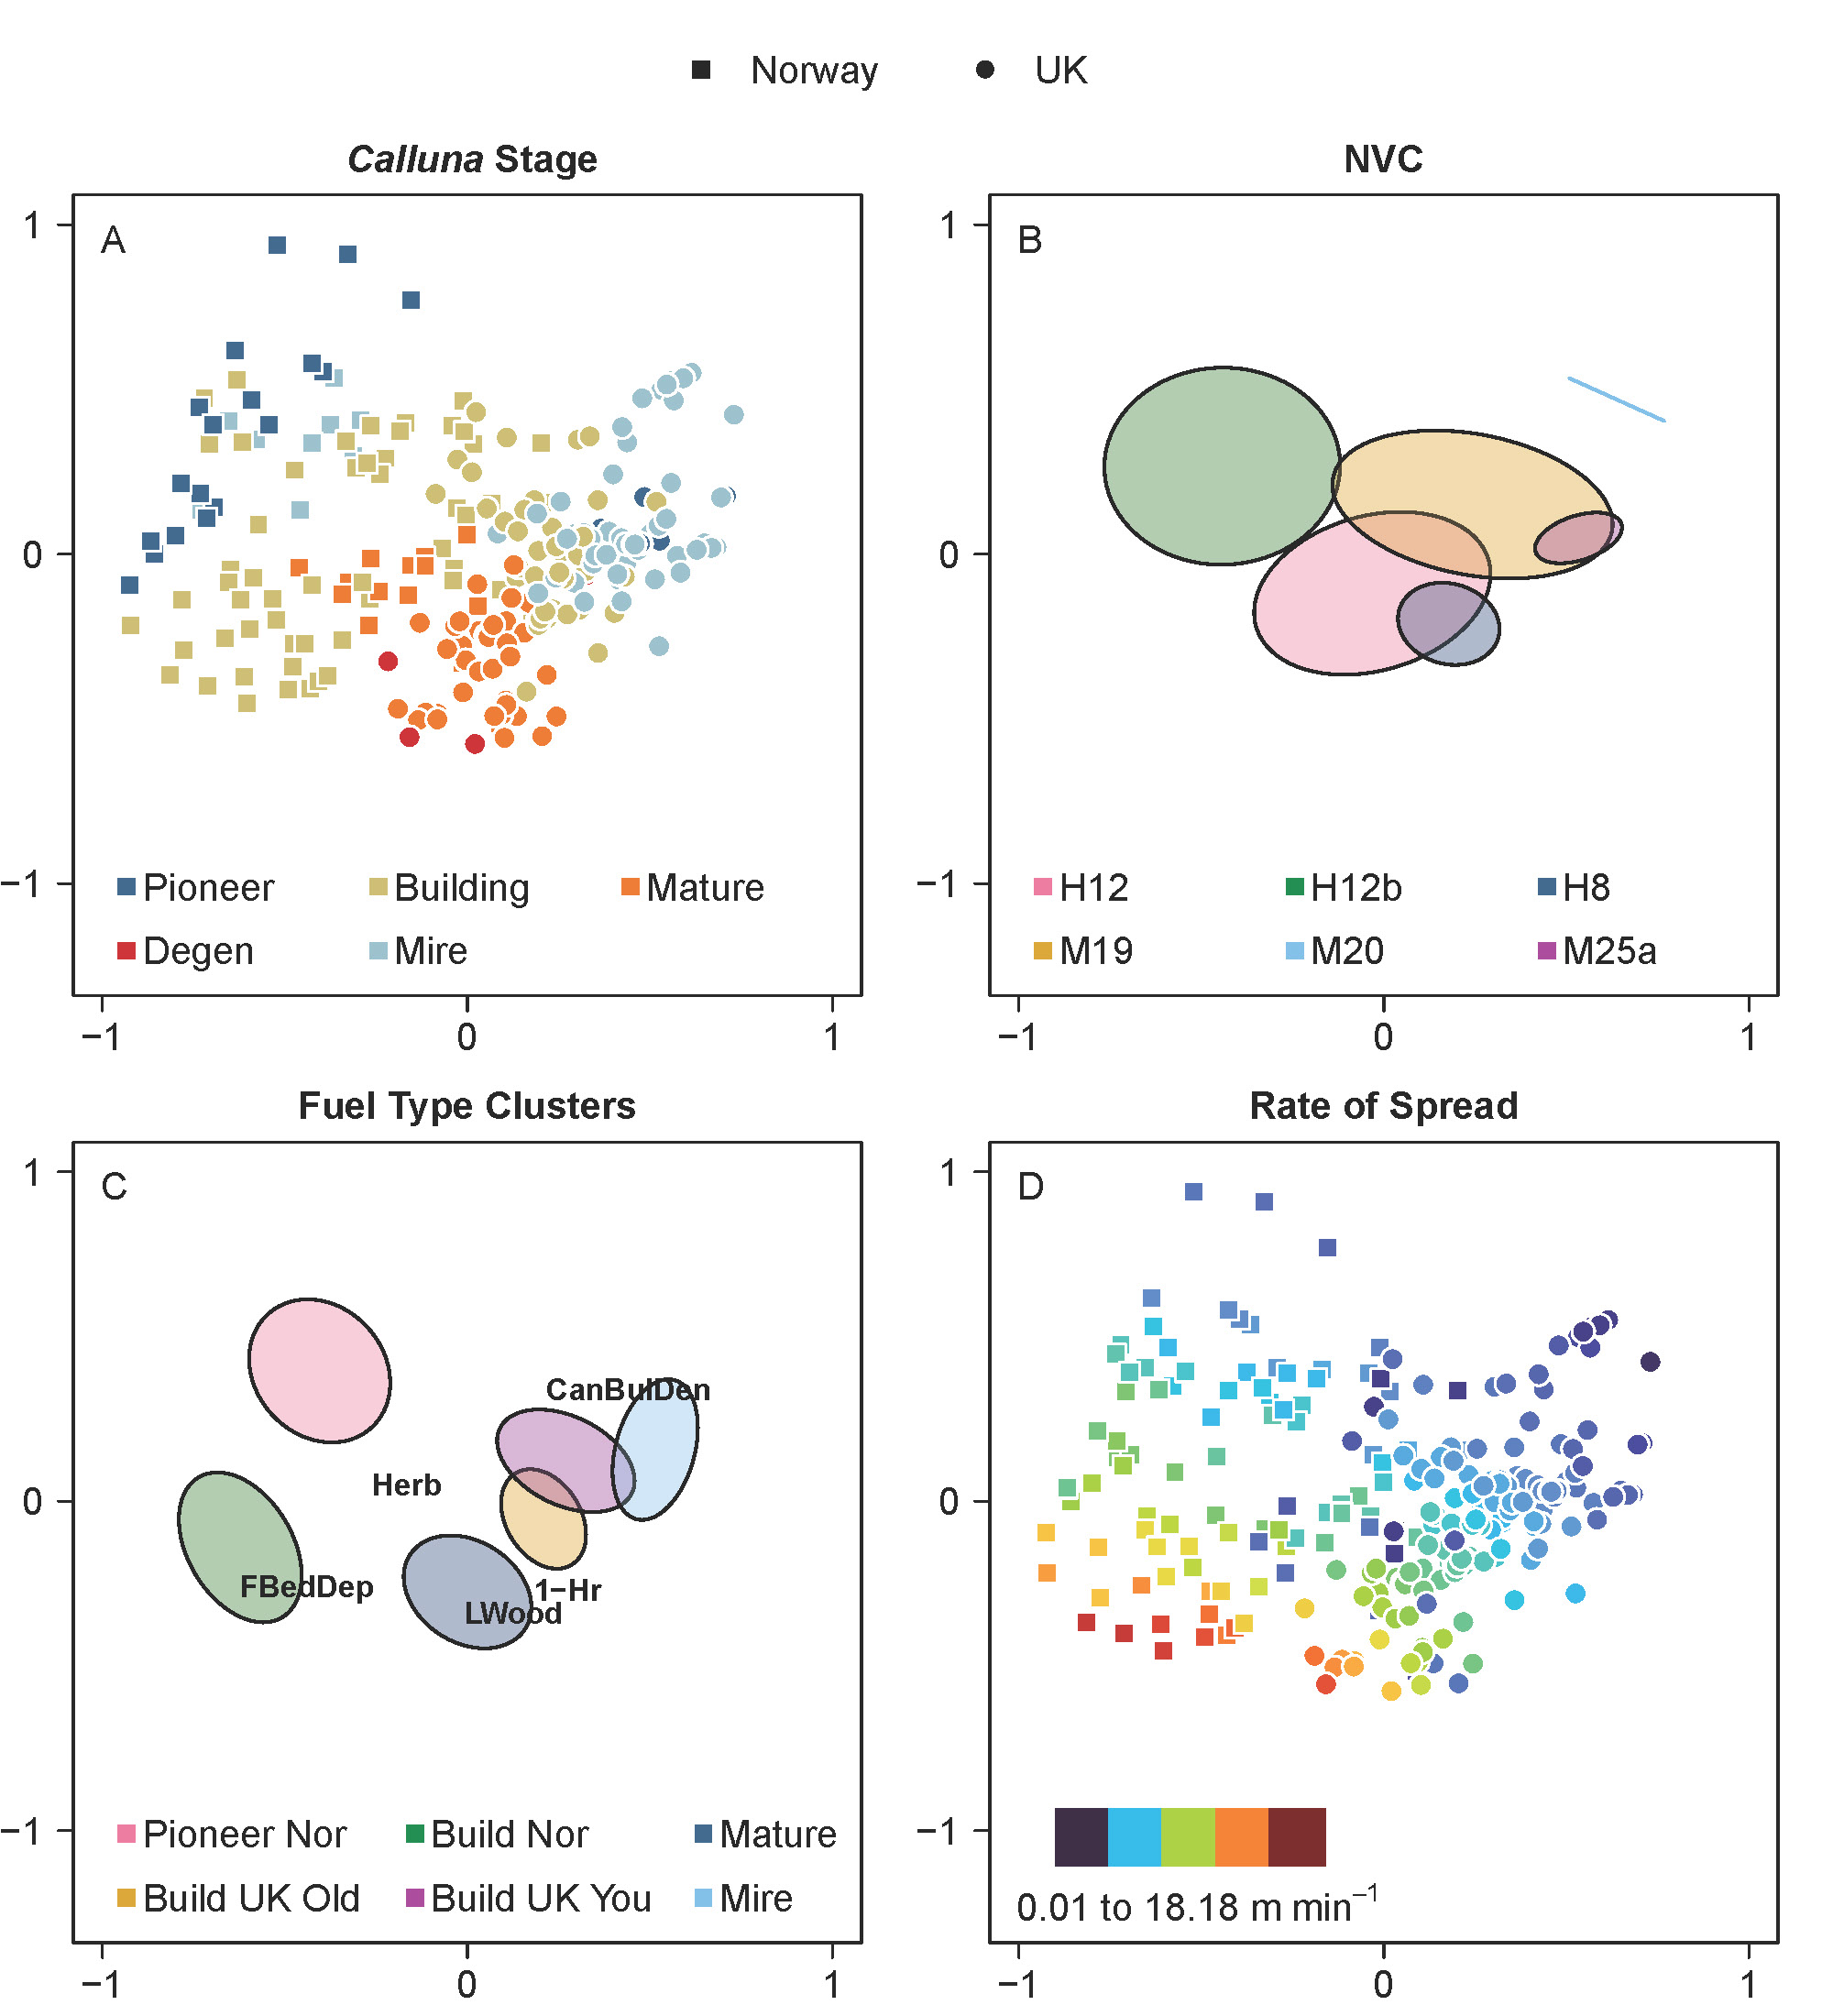 Norway UK
Calluna Stage
A
1
0
−1
Pioneer Building Mature
Degen Mire
−1 0 1
NVC
B
1
0
−1
H12 H12b H8
M19 M20 M25a
−1 0 1
Fuel Type Clusters
C
1
0
−1
CanBulDen
Herb
FBedDep
1−Hr
LWood
Pioneer Nor Build Nor Mature
Build UK Old Build UK You Mire
−1 0 1
Rate of Spread
D
1
0
−1
0.01 to 18.18 m min−1
−1 0 1